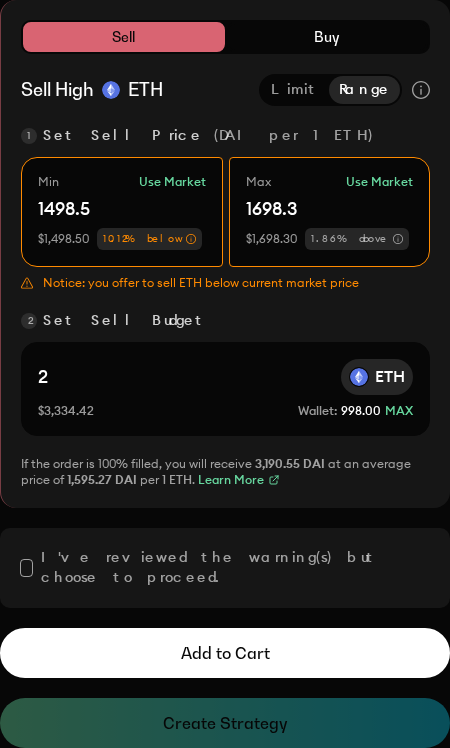 Sell Buy
Sell High ETH Limit Range
1 Set Sell Price (DAI per 1 ETH)
Min Use Market Max Use Market
1498.5 1698.3
$1,498.50 10.12% below $1,698.30 1.86% above
Notice: you offer to sell ETH below current market price
2 Set Sell Budget
2 ETH
$3,334.42 Wallet: 998.00 MAX
If the order is 100% filled, you will receive 3,190.55 DAI at an average
price of 1,595.27 DAI per 1 ETH. Learn More
I've reviewed the warning(s) but
choose to proceed.
Add to Cart
Create Strategy